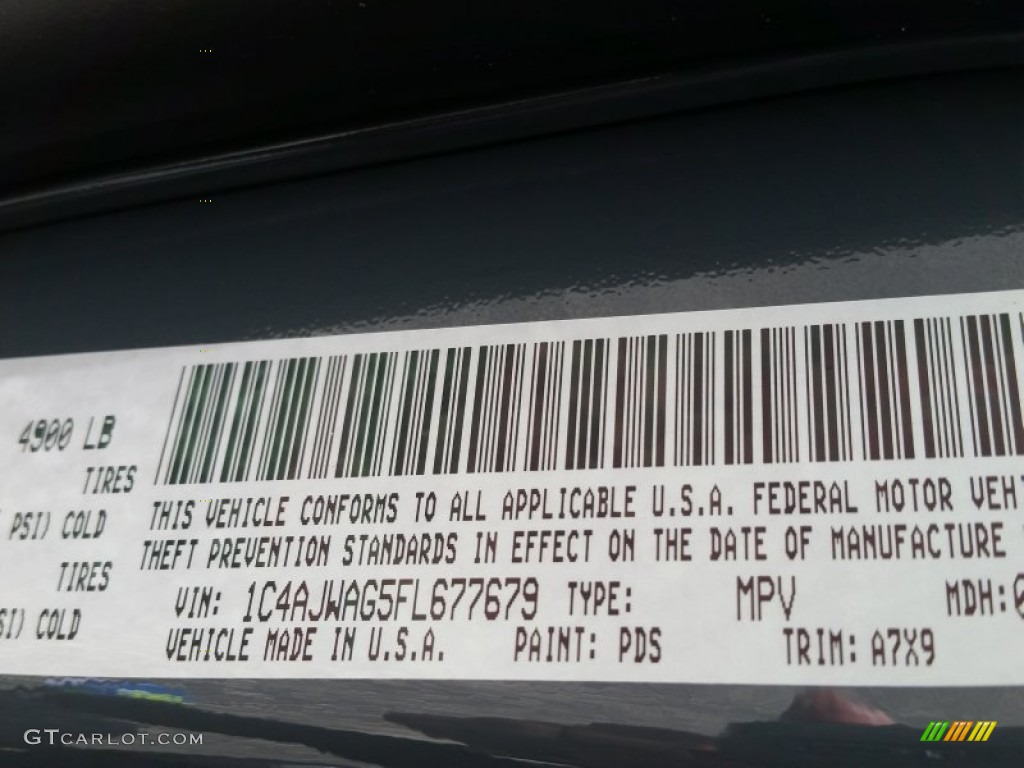 4900 LB
TIRES
PSI) COLD
TIRES
SI) COLD
THIS VEHICLE CONFORMS TO ALL APPLICABLE U.S.A. FEDERAL MOTOR VEH
THEFT PREVENTION STANDARDS IN EFFECT ON THE DATE OF MANUFACTURE
VIN: 1C4AJWAG5FL677679 TYPE: MPV MDH:0
VEHICLE MADE IN U.S.A. PAINT: PDS TRIM: A7X9
GTCARLOT.COM